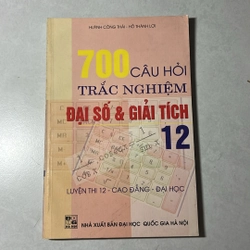 HUỲNH CÔNG THÁI - HỒ THÀNH LỢI
700 CÂU HỎI
TRẮC NGHIỆM
ĐẠI SỐ & GIẢI TÍCH
12
LUYỆN THI 12 - CAO ĐẲNG - ĐẠI HỌC
NHÀ XUẤT BẢN ĐẠI HỌC QUỐC GIA HÀ NỘI